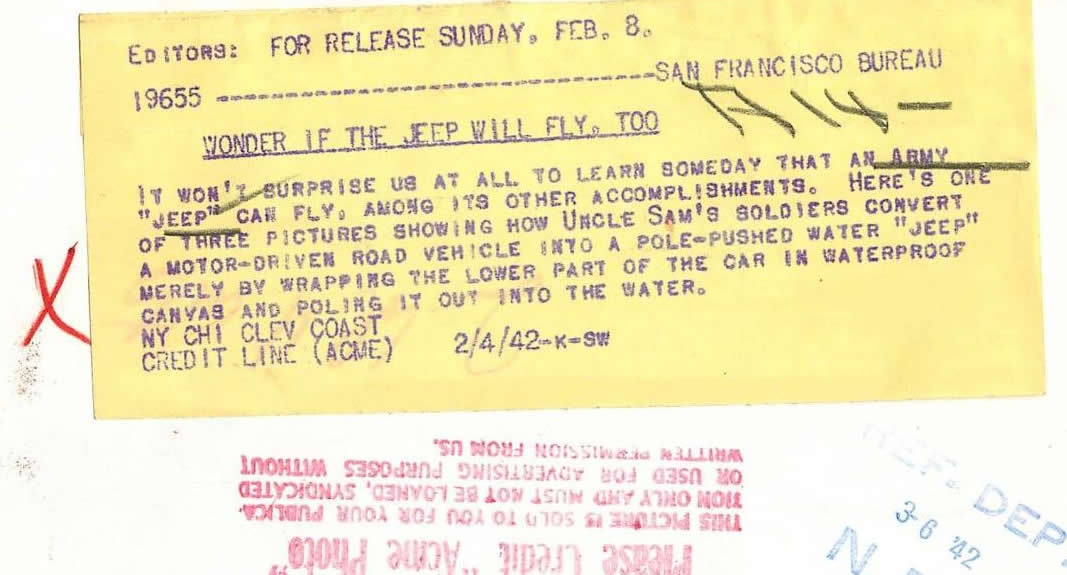 EDITORS: FOR RELEASE SUNDAY, FEB. 8.
19655 -----------------------------------SAN FRANCISCO BUREAU
WONDER IF THE JEEP WILL FLY, TOO
IT WON'T SURPRISE US AT ALL TO LEARN SOMEDAY THAT AN ARMY
"JEEP" CAN FLY, AMONG ITS OTHER ACCOMPLISHMENTS. HERE'S ONE
OF THREE PICTURES SHOWING HOW UNCLE SAM'S SOLDIERS CONVERT
A MOTOR-DRIVEN ROAD VEHICLE INTO A POLE-PUSHED WATER "JEEP"
MERELY BY WRAPPING THE LOWER PART OF THE CAR IN WATERPROOF
CANVAS AND POLING IT OUT INTO THE WATER.
NY CHI CLEV COAST
CREDIT LINE (ACME) 2/4/42-K-SW
Please Credit "Acme Photo"
THIS PICTURE IS SOLD TO YOU FOR YOUR PUBLICA-
TION ONLY AND MUST NOT BE LOANED, SYNDICATED
OR USED FOR ADVERTISING PURPOSES WITHOUT
WRITTEN PERMISSION FROM US.
REF. DEP
3-6 '42
N.